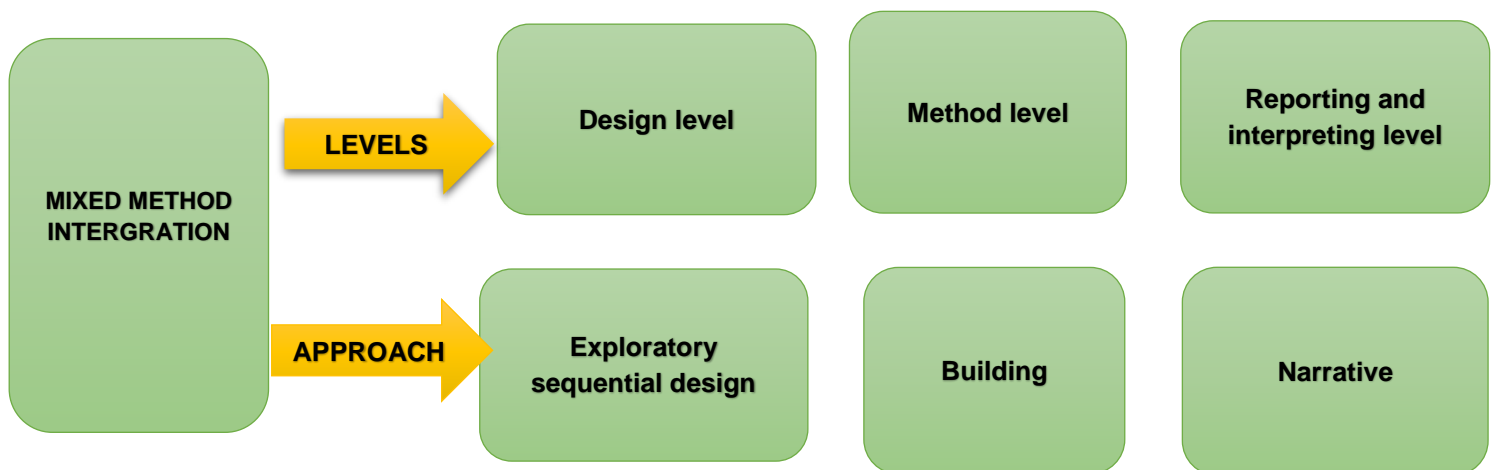 MIXED METHOD
INTERGRATION
LEVELS
Design level
Method level
Reporting and
interpreting level
APPROACH
Exploratory
sequential design
Building
Narrative